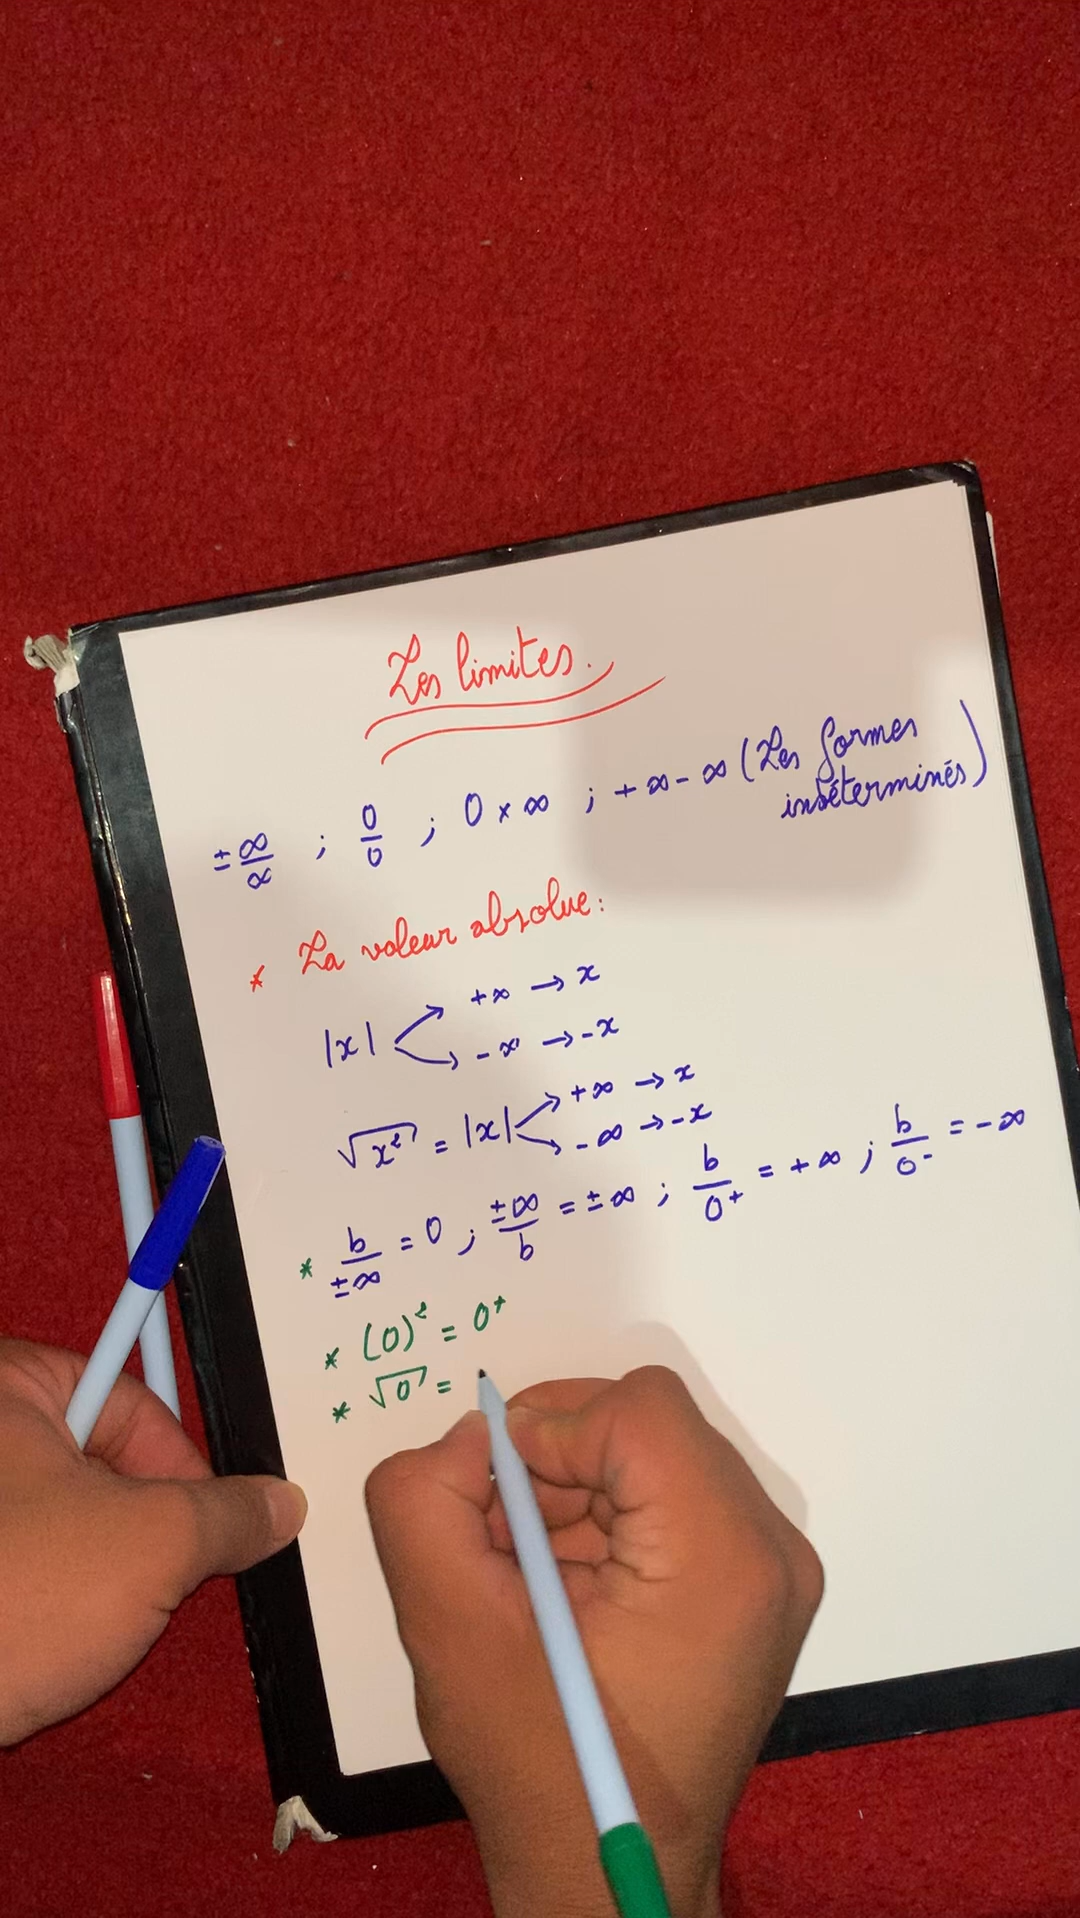 Les limites.
± ∞/∞ ; 0/0 ; 0 × ∞ ; +∞ - ∞ (Les formes indéterminés)
* La valeur absolue :
|x| → +∞ → x
→ -∞ → -x
√x² = |x| → +∞ → x
→ -∞ → -x
* b/±∞ = 0 ; ±∞/b = ±∞ ; b/0⁺ = +∞ ; b/0⁻ = -∞
* (0)² = 0⁺
* √0 =